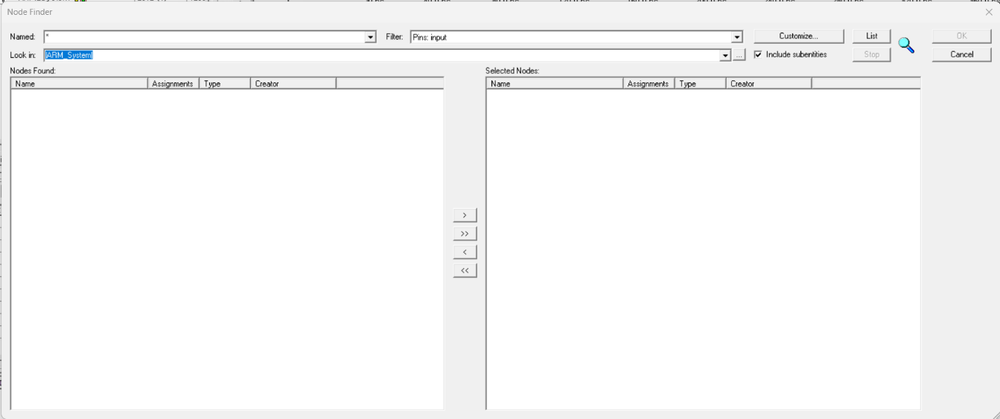 Node Finder
Named: * Filter: Pins: input Customize... List OK
Look in: |ARM_System| ... Include subentities Stop Cancel
Nodes Found: Selected Nodes:
Name Assignments Type Creator Name Assignments Type Creator
>
>>
<
<<